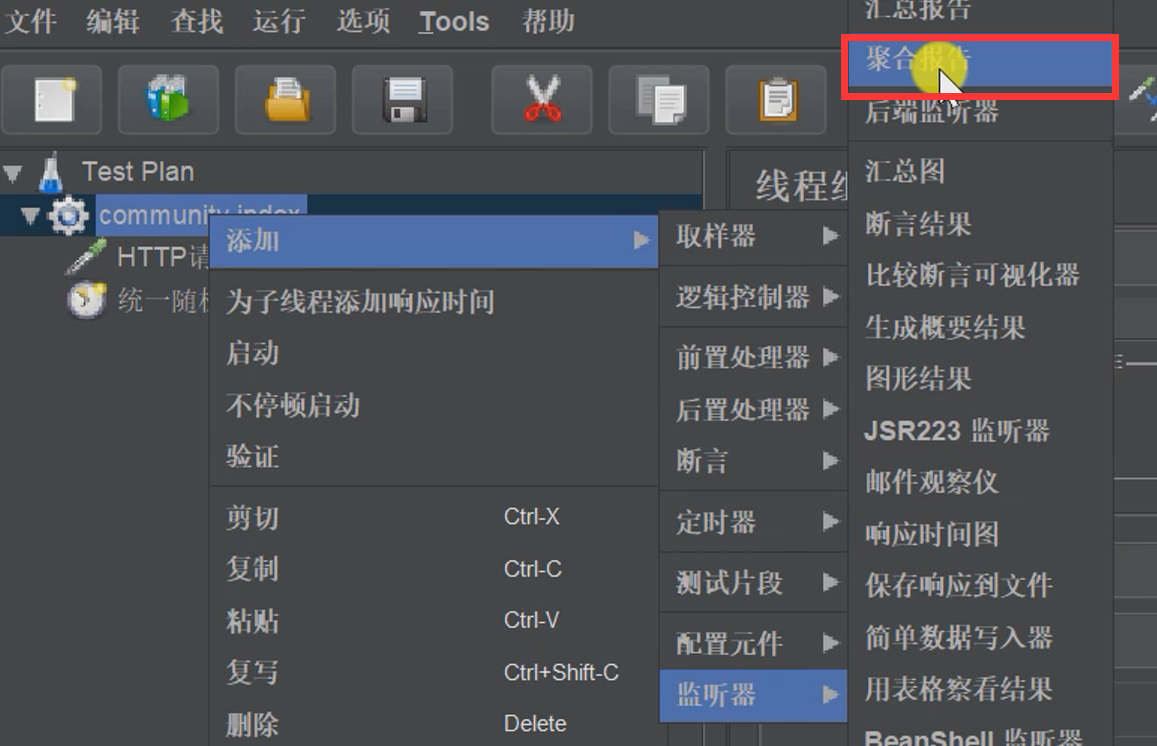 文件 编辑 查找 运行 选项 Tools 帮助
Test Plan
community index
HTTP请
统一随机
线程组
添加
为子线程添加响应时间
启动
不停顿启动
验证
剪切 Ctrl-X
复制 Ctrl-C
粘贴 Ctrl-V
复写 Ctrl+Shift-C
删除 Delete
取样器
逻辑控制器
前置处理器
后置处理器
断言
定时器
测试片段
配置元件
监听器
汇总报告
聚合报告
后端监听器
汇总图
断言结果
比较断言可视化器
生成概要结果
图形结果
JSR223 监听器
邮件观察仪
响应时间图
保存响应到文件
简单数据写入器
用表格察看结果
BeanShell 监听器